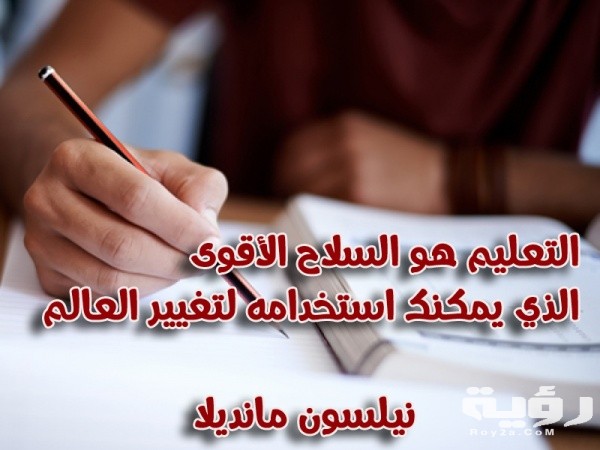 التعليم هو السلاح الأقوى
الذي يمكنك استخدامه لتغيير العالم
نيلسون مانديلا
رؤية
Roy2a.CoM